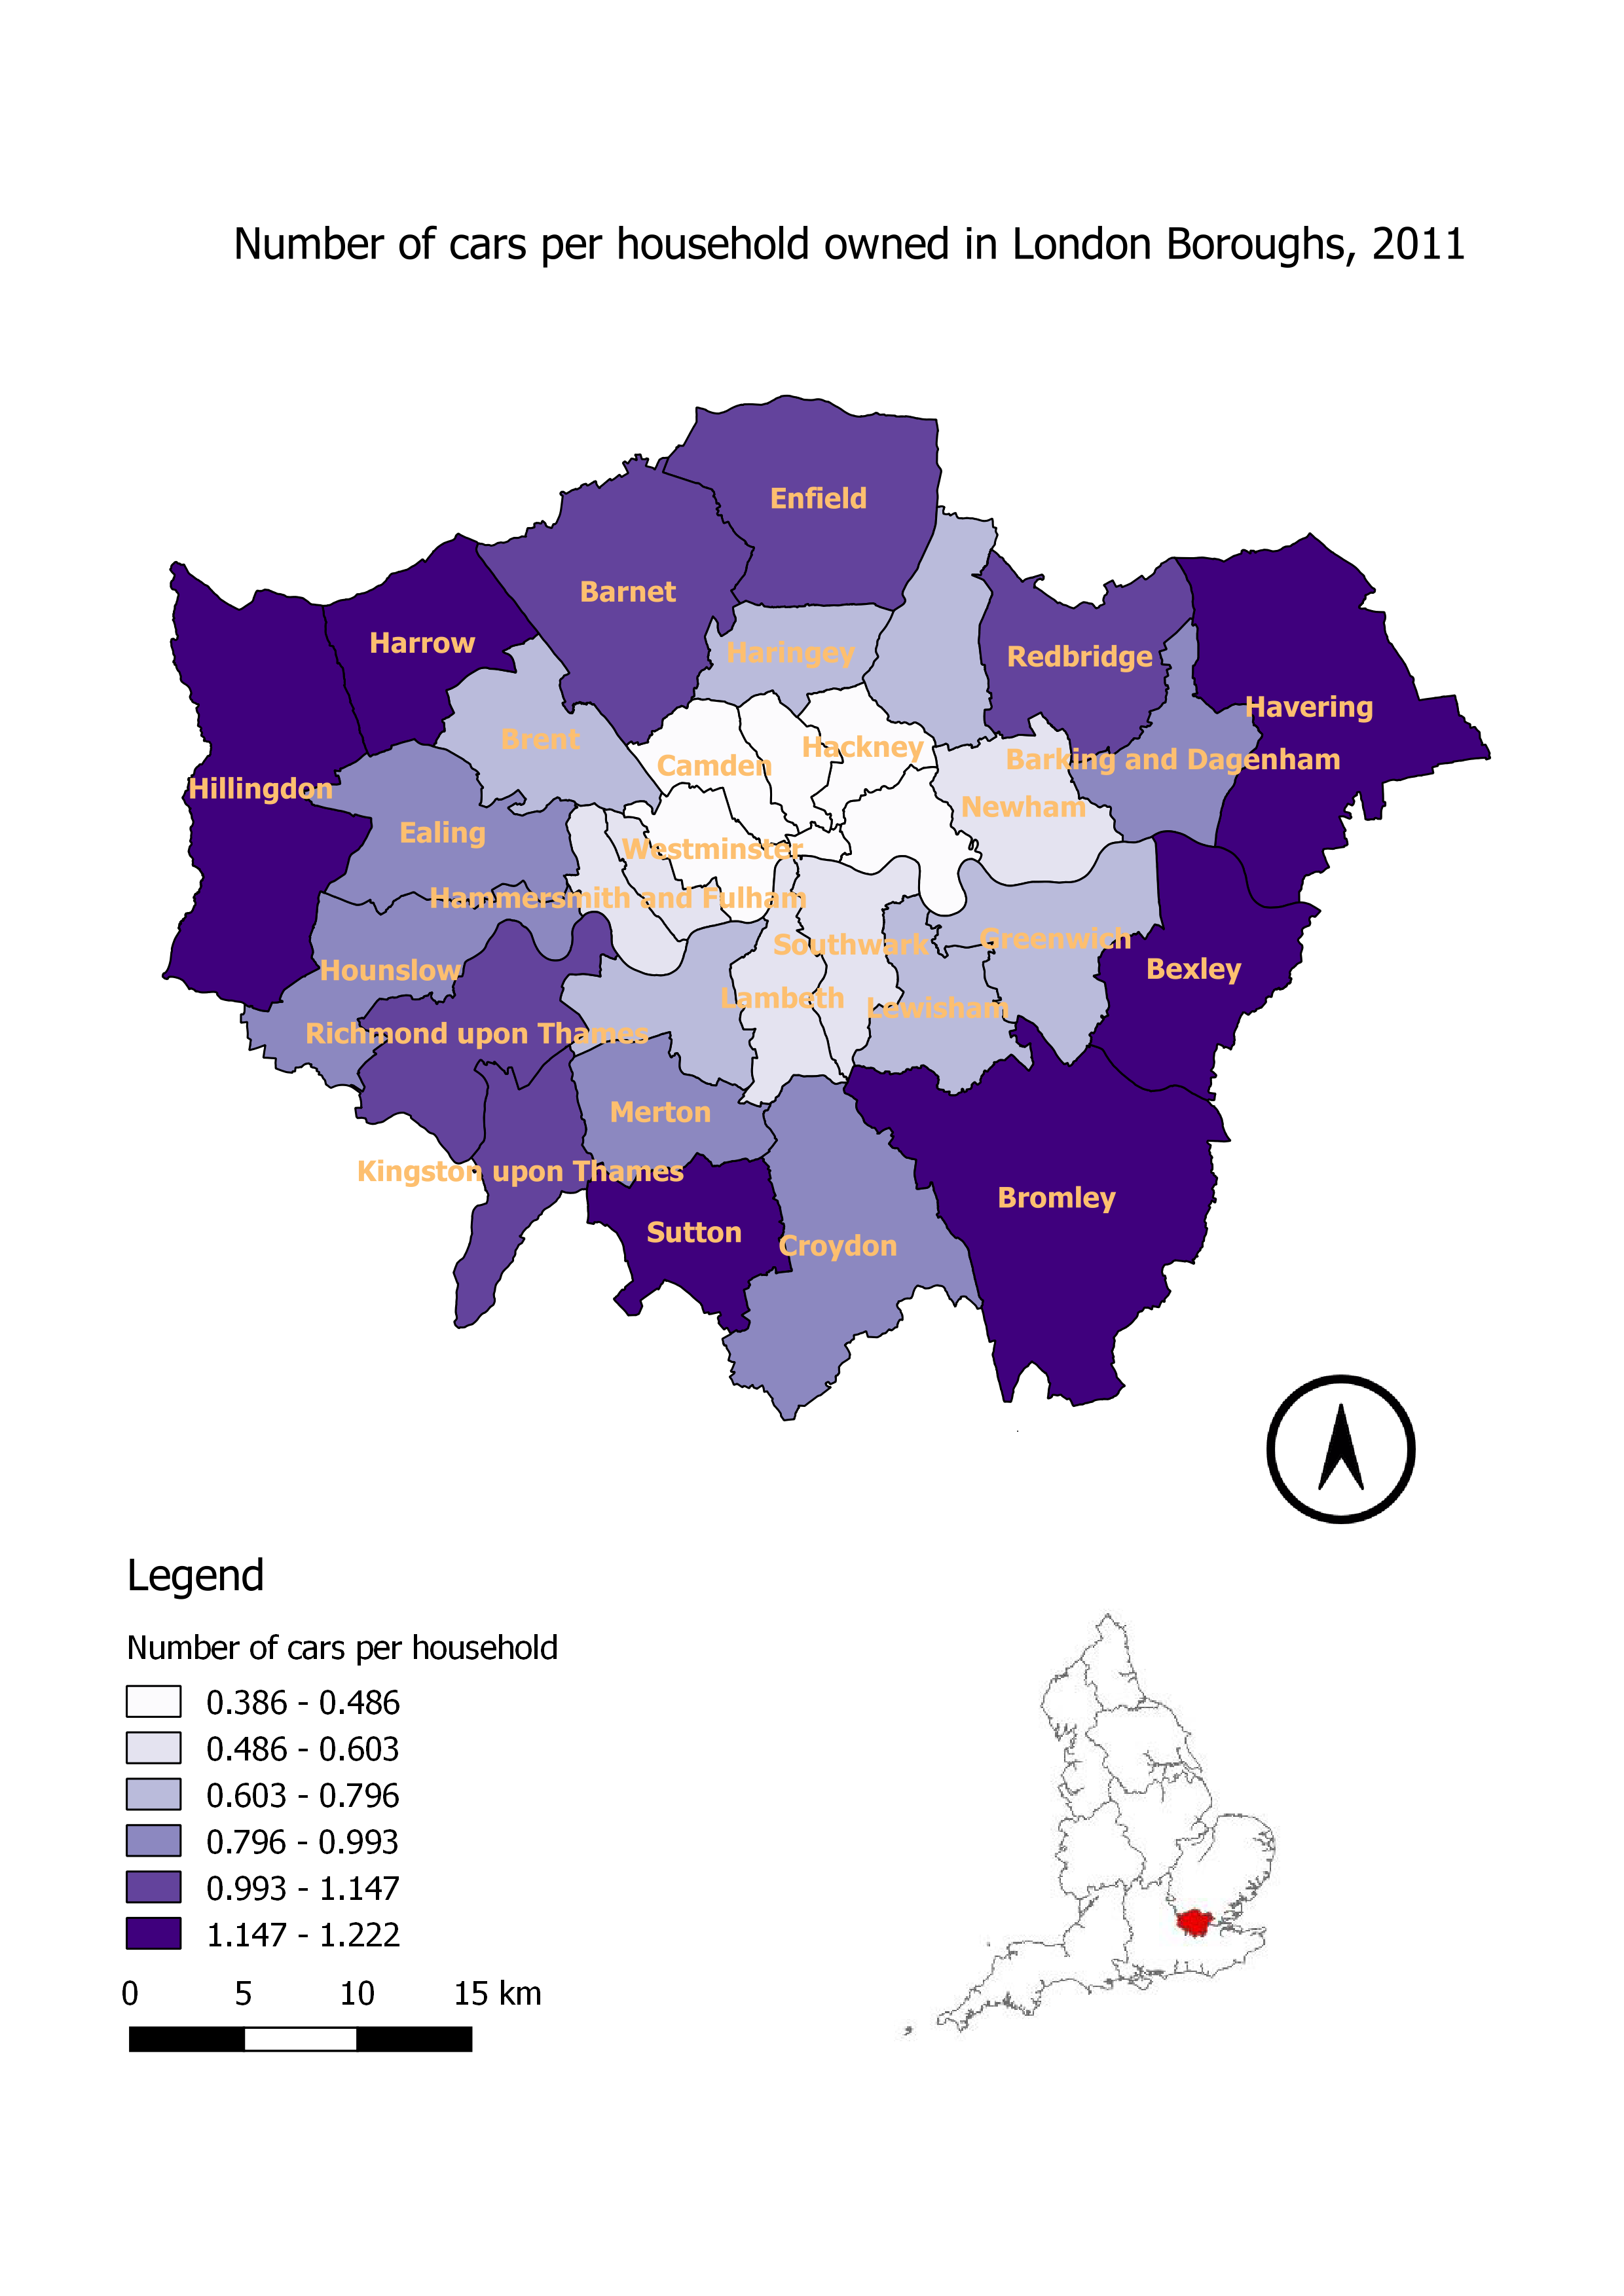 Number of cars per household owned in London Boroughs, 2011
Enfield
Barnet
Harrow
Haringey
Redbridge
Havering
Brent
Hackney
Camden
Barking and Dagenham
Hillingdon
Newham
Ealing
Westminster
Hammersmith and Fulham
Southwark
Greenwich
Hounslow
Bexley
Lambeth
Lewisham
Richmond upon Thames
Merton
Kingston upon Thames
Bromley
Sutton
Croydon
Legend
Number of cars per household
0.386 - 0.486
0.486 - 0.603
0.603 - 0.796
0.796 - 0.993
0.993 - 1.147
1.147 - 1.222
0 5 10 15 km